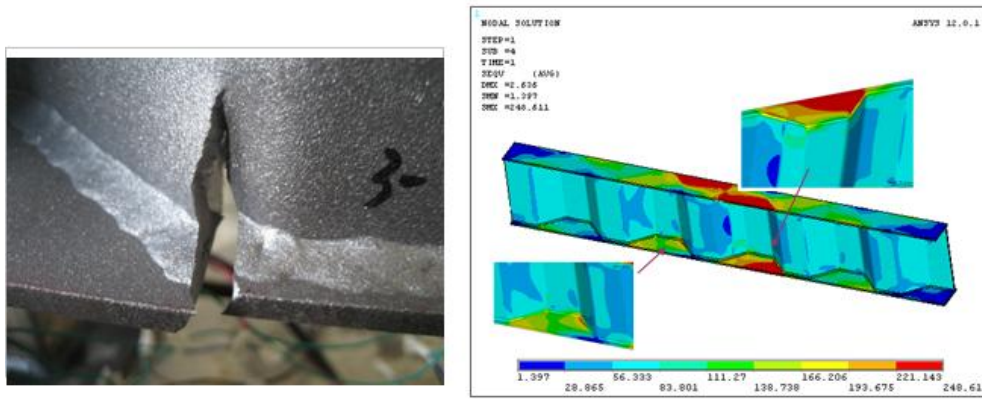 3-
1
NODAL SOLUTION
ANSYS 12.0.1
STEP=1
SUB =4
TIME=1
SEQV (AVG)
DMX =2.636
SMN =1.397
SMX =248.611
1.397 56.333 111.27 166.206 221.143
28.865 83.801 138.738 193.675 248.61